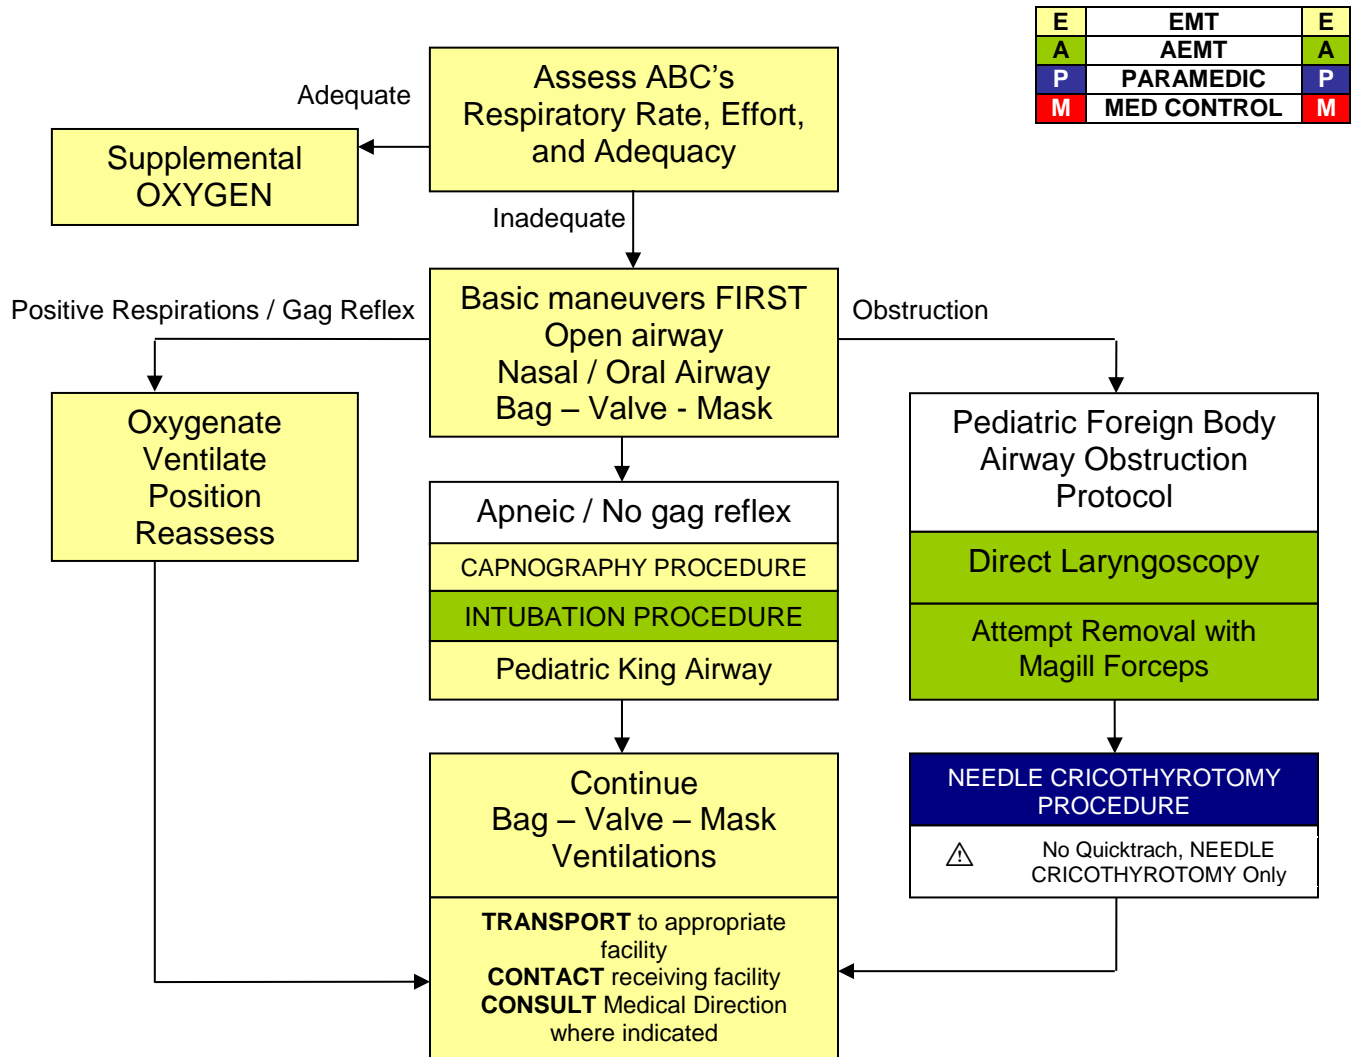 E EMT E
A AEMT A
P PARAMEDIC P
M MED CONTROL M
Assess ABC’s
Respiratory Rate, Effort,
and Adequacy
Adequate
Supplemental
OXYGEN
Inadequate
Basic maneuvers FIRST
Open airway
Nasal / Oral Airway
Bag – Valve - Mask
Positive Respirations / Gag Reflex
Obstruction
Oxygenate
Ventilate
Position
Reassess
Apneic / No gag reflex
CAPNOGRAPHY PROCEDURE
INTUBATION PROCEDURE
Pediatric King Airway
Pediatric Foreign Body
Airway Obstruction
Protocol
Direct Laryngoscopy
Attempt Removal with
Magill Forceps
NEEDLE CRICOTHYROTOMY
PROCEDURE
No Quicktrach, NEEDLE
CRICOTHYROTOMY Only
Continue
Bag – Valve – Mask
Ventilations
TRANSPORT to appropriate
facility
CONTACT receiving facility
CONSULT Medical Direction
where indicated